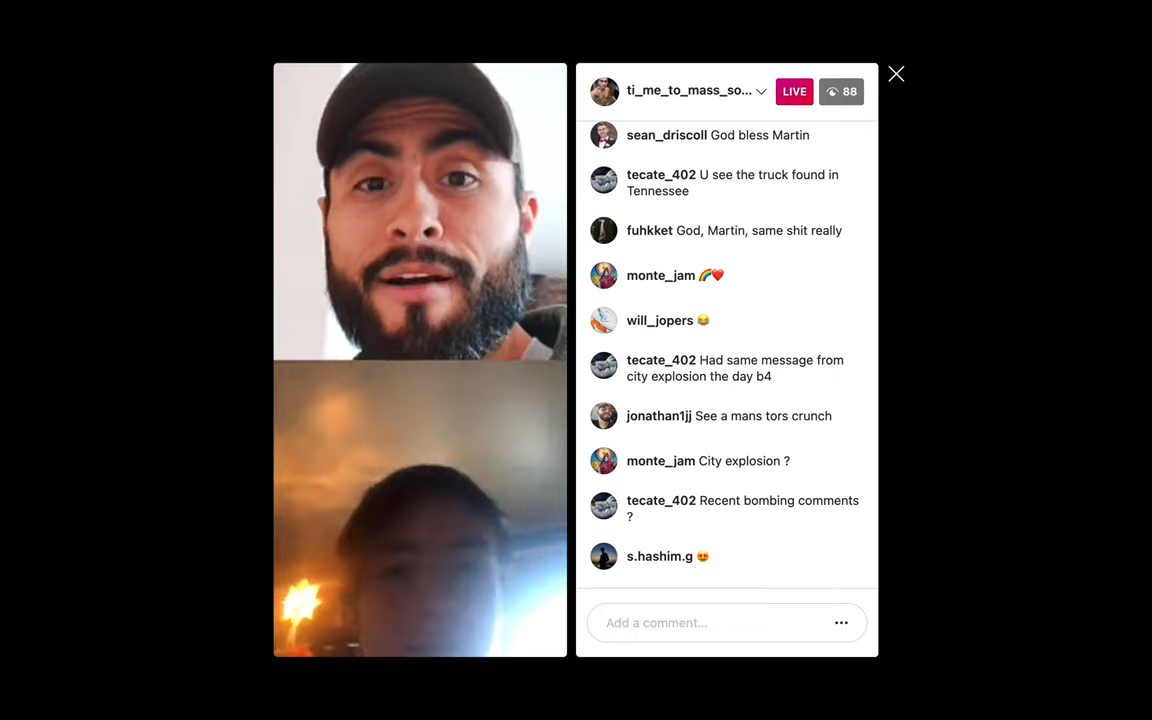 ti_me_to_mass_so...
LIVE
88
sean_driscoll God bless Martin
tecate_402 U see the truck found in
Tennessee
fuhkket God, Martin, same shit really
monte_jam 🌈❤️
will_jopers 😂
tecate_402 Had same message from
city explosion the day b4
jonathan1jj See a mans tors crunch
monte_jam City explosion ?
tecate_402 Recent bombing comments
?
s.hashim.g 😍
Add a comment...